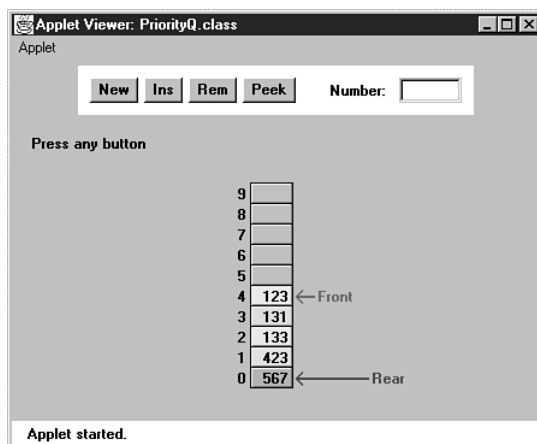 Applet Viewer: PriorityQ.class
Applet
New Ins Rem Peek Number:
Press any button
9
8
7
6
5
4 123 Front
3 131
2 133
1 423
0 567 Rear
Applet started.